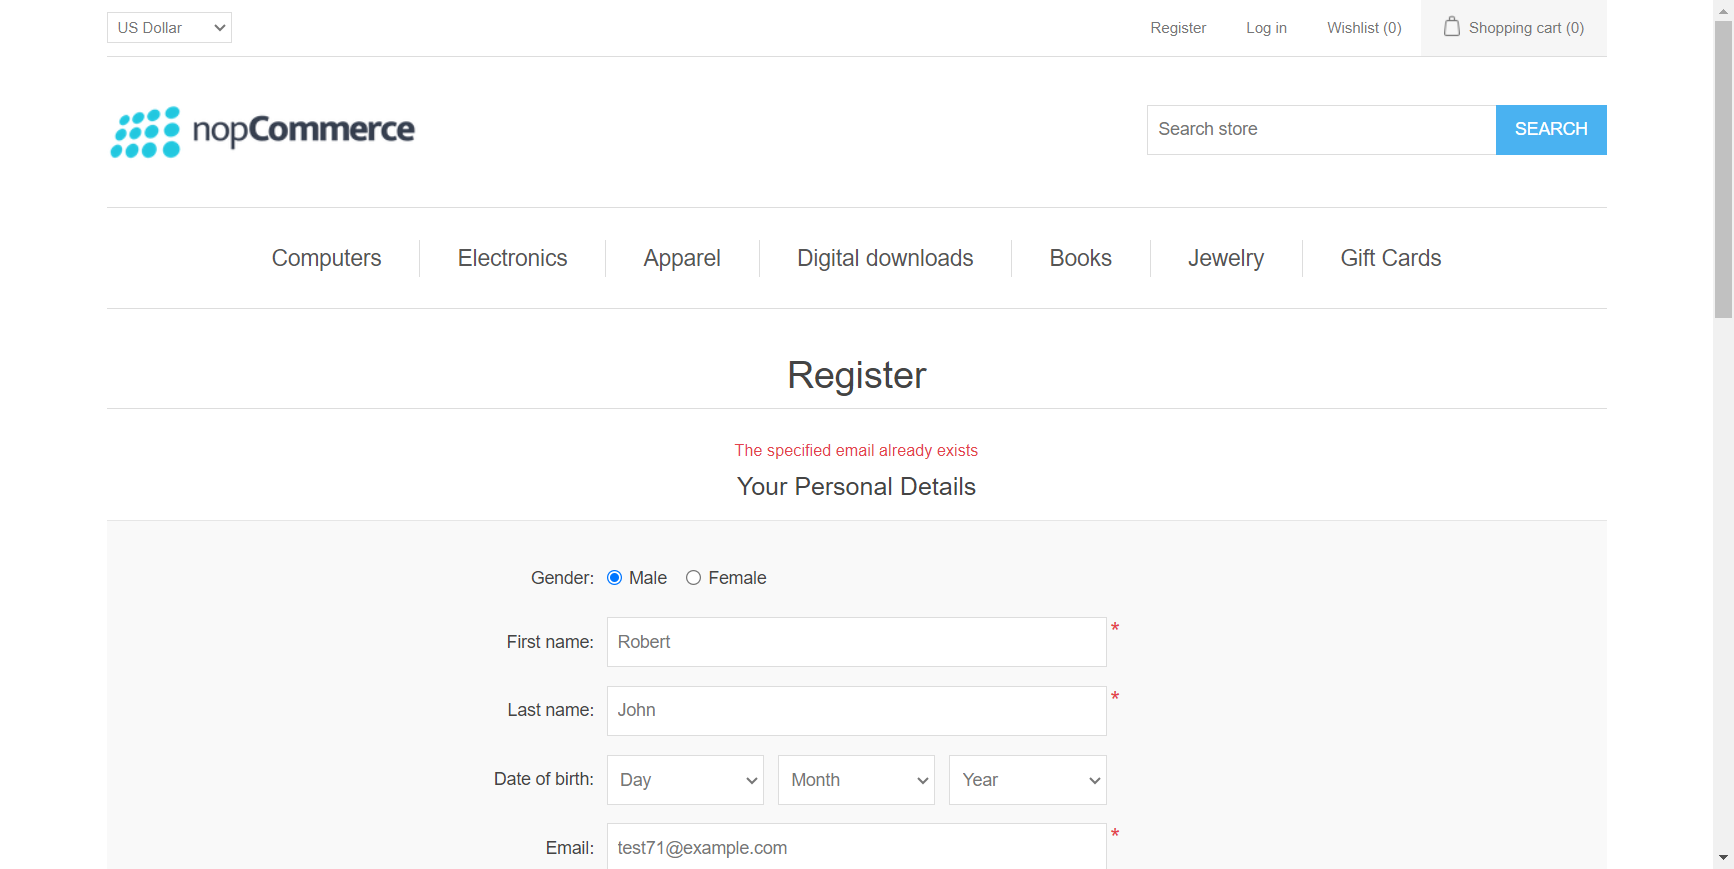 US Dollar
Register Log in Wishlist (0) Shopping cart (0)
nopCommerce
Search store SEARCH
Computers Electronics Apparel Digital downloads Books Jewelry Gift Cards
Register
The specified email already exists
Your Personal Details
Gender: Male Female
First name: Robert *
Last name: John *
Date of birth: Day Month Year
Email: test71@example.com *